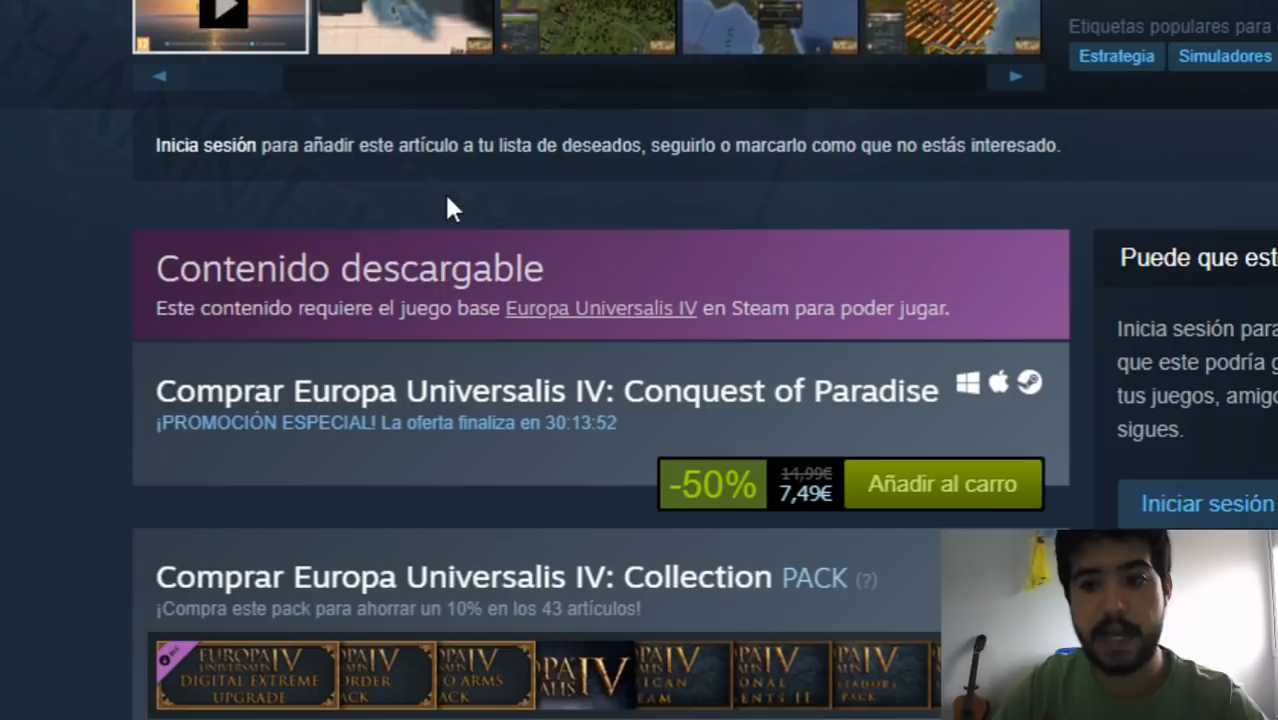 Etiquetas populares para
Estrategia
Simuladores
Inicia sesión para añadir este artículo a tu lista de deseados, seguirlo o marcarlo como que no estás interesado.
Contenido descargable
Este contenido requiere el juego base Europa Universalis IV en Steam para poder jugar.
Comprar Europa Universalis IV: Conquest of Paradise
¡PROMOCIÓN ESPECIAL! La oferta finaliza en 30:13:52
-50%
14,99€
7,49€
Añadir al carro
Puede que est
Inicia sesión para
que este podría g
tus juegos, amigo
sigues.
Iniciar sesión
Comprar Europa Universalis IV: Collection PACK (?)
¡Compra este pack para ahorrar un 10% en los 43 artículos!
EUROPA IV
UNIVERSALIS
DIGITAL EXTREME
UPGRADE